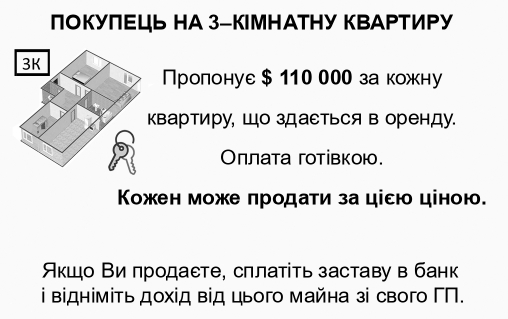 ПОКУПЕЦЬ НА 3–КІМНАТНУ КВАРТИРУ
3К
Пропонує $ 110 000 за кожну
квартиру, що здається в оренду.
Оплата готівкою.
Кожен може продати за цією ціною.
Якщо Ви продаєте, сплатіть заставу в банк
і відніміть дохід від цього майна зі свого ГП.